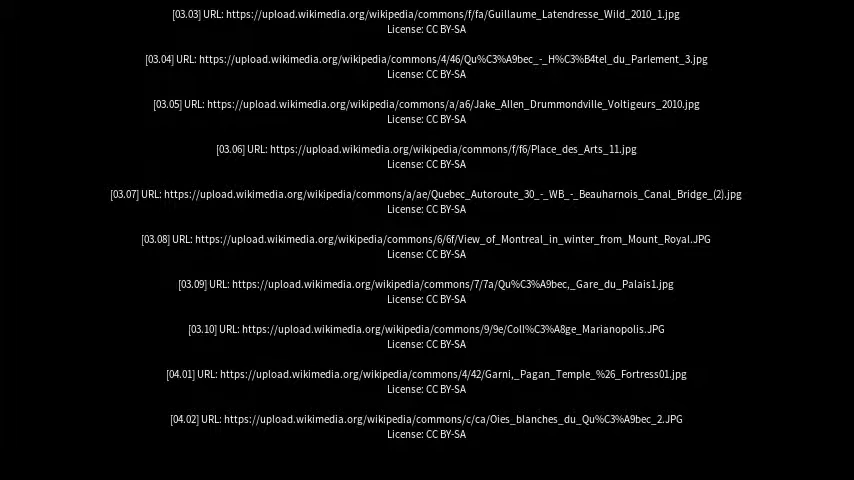 [03.03] URL: https://upload.wikimedia.org/wikipedia/commons/f/fa/Guillaume_Latendresse_Wild_2010_1.jpg
License: CC BY-SA
[03.04] URL: https://upload.wikimedia.org/wikipedia/commons/4/46/Qu%C3%A9bec_-_H%C3%B4tel_du_Parlement_3.jpg
License: CC BY-SA
[03.05] URL: https://upload.wikimedia.org/wikipedia/commons/a/a6/Jake_Allen_Drummondville_Voltigeurs_2010.jpg
License: CC BY-SA
[03.06] URL: https://upload.wikimedia.org/wikipedia/commons/f/f6/Place_des_Arts_11.jpg
License: CC BY-SA
[03.07] URL: https://upload.wikimedia.org/wikipedia/commons/a/ae/Quebec_Autoroute_30_-_WB_-_Beauharnois_Canal_Bridge_(2).jpg
License: CC BY-SA
[03.08] URL: https://upload.wikimedia.org/wikipedia/commons/6/6f/View_of_Montreal_in_winter_from_Mount_Royal.JPG
License: CC BY-SA
[03.09] URL: https://upload.wikimedia.org/wikipedia/commons/7/7a/Qu%C3%A9bec,_Gare_du_Palais1.jpg
License: CC BY-SA
[03.10] URL: https://upload.wikimedia.org/wikipedia/commons/9/9e/Coll%C3%A8ge_Marianopolis.JPG
License: CC BY-SA
[04.01] URL: https://upload.wikimedia.org/wikipedia/commons/4/42/Garni,_Pagan_Temple_%26_Fortress01.jpg
License: CC BY-SA
[04.02] URL: https://upload.wikimedia.org/wikipedia/commons/c/ca/Oies_blanches_du_Qu%C3%A9bec_2.JPG
License: CC BY-SA